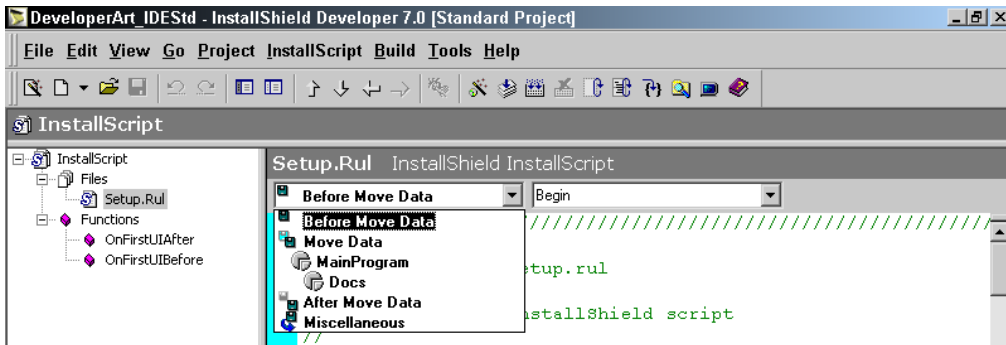 DeveloperArt_IDEStd - InstallShield Developer 7.0 [Standard Project]
File Edit View Go Project InstallScript Build Tools Help
InstallScript
InstallScript
Files
Setup.Rul
Functions
OnFirstUIAfter
OnFirstUIBefore
Setup.Rul InstallShield InstallScript
Before Move Data Begin
Before Move Data
Move Data
MainProgram
Docs
After Move Data
Miscellaneous
////////////////////////////////////
etup.rul
nstallShield script
//